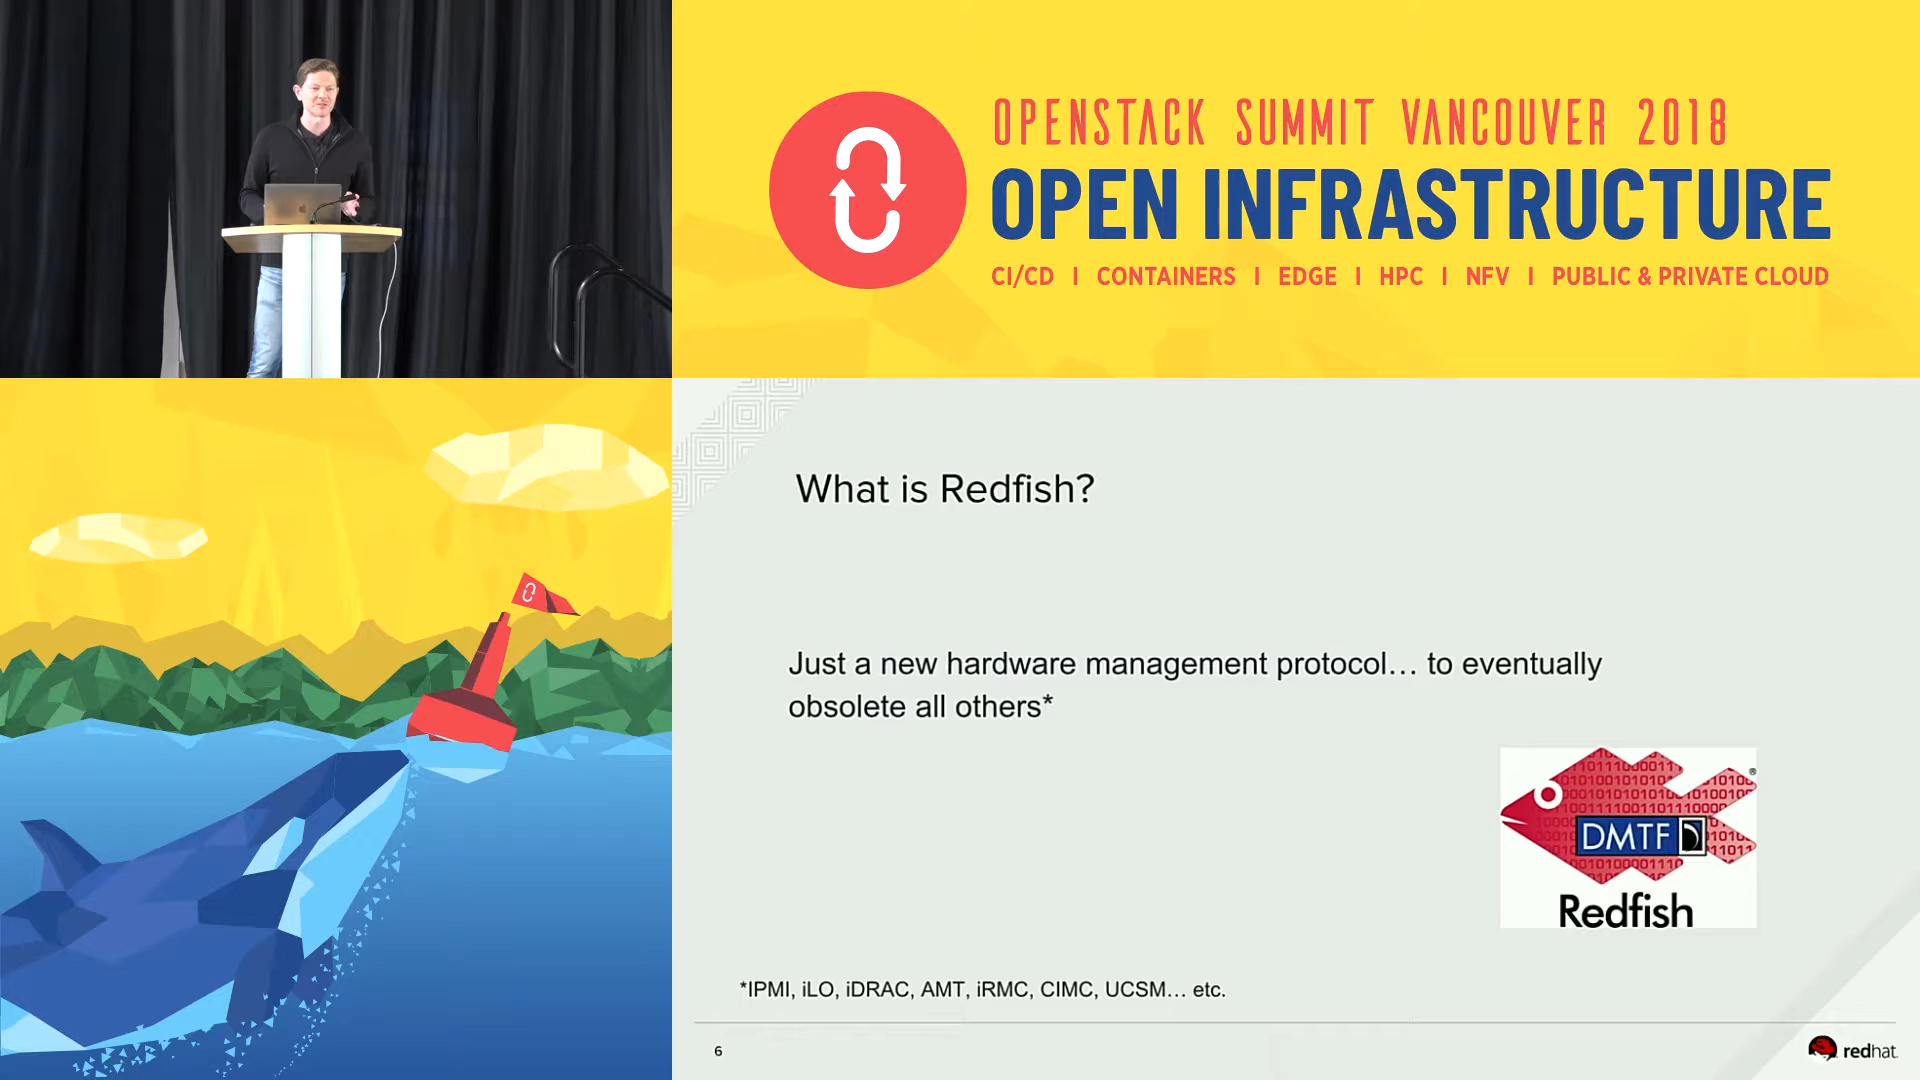 OPENSTACK SUMMIT VANCOUVER 2018
OPEN INFRASTRUCTURE
CI/CD I CONTAINERS I EDGE I HPC I NFV I PUBLIC & PRIVATE CLOUD
What is Redfish?
Just a new hardware management protocol… to eventually
obsolete all others*
DMTF
Redfish
*IPMI, iLO, iDRAC, AMT, iRMC, CIMC, UCSM… etc.
6
redhat.